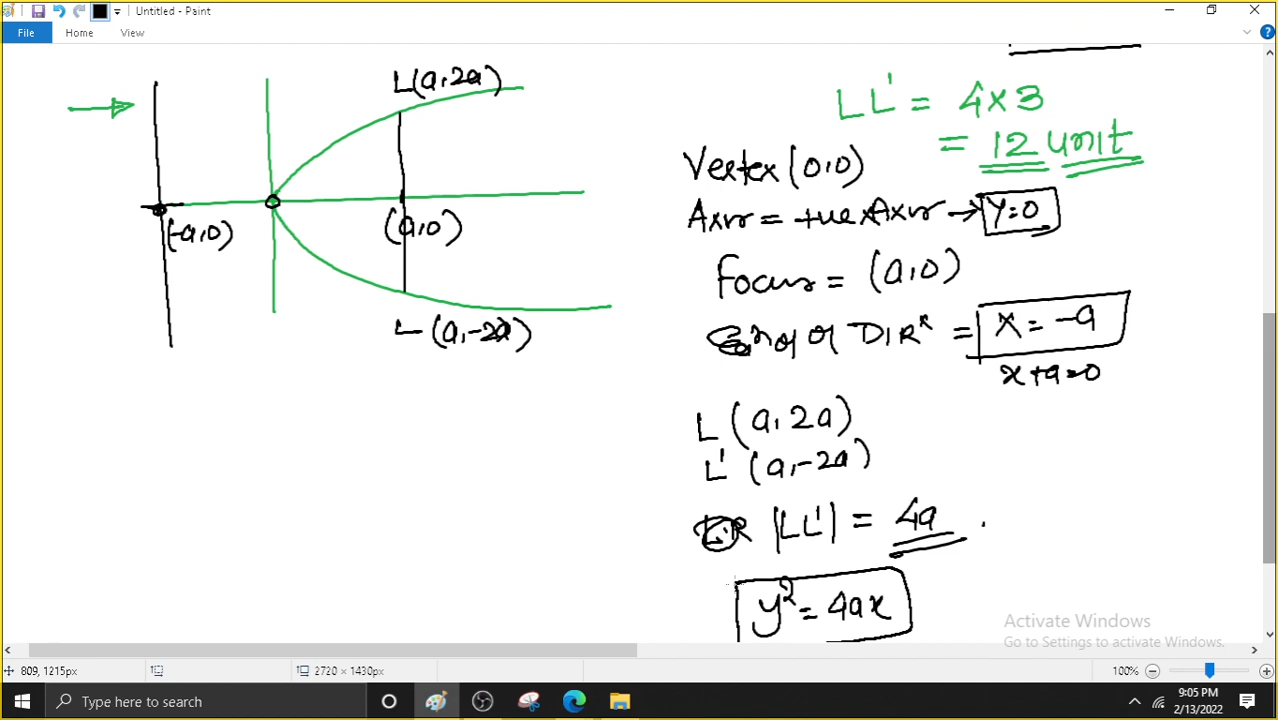 Untitled - Paint
File Home View
L(a,2a)
(-a,0)
(a,0)
L(a,-2a)
LL' = 4×3
= 12 unit
Vertex (0,0)
Axis = +ve x Axis → Y=0
Focus = (a,0)
Eqn of DIRx = X = -a
x+a=0
L (a, 2a)
L' (a,-2a)
LR |LL'| = 4a
y² = 4ax
Activate Windows
Go to Settings to activate Windows.
809, 1215px
2720 × 1430px
100%
Type here to search
9:05 PM
2/13/2022